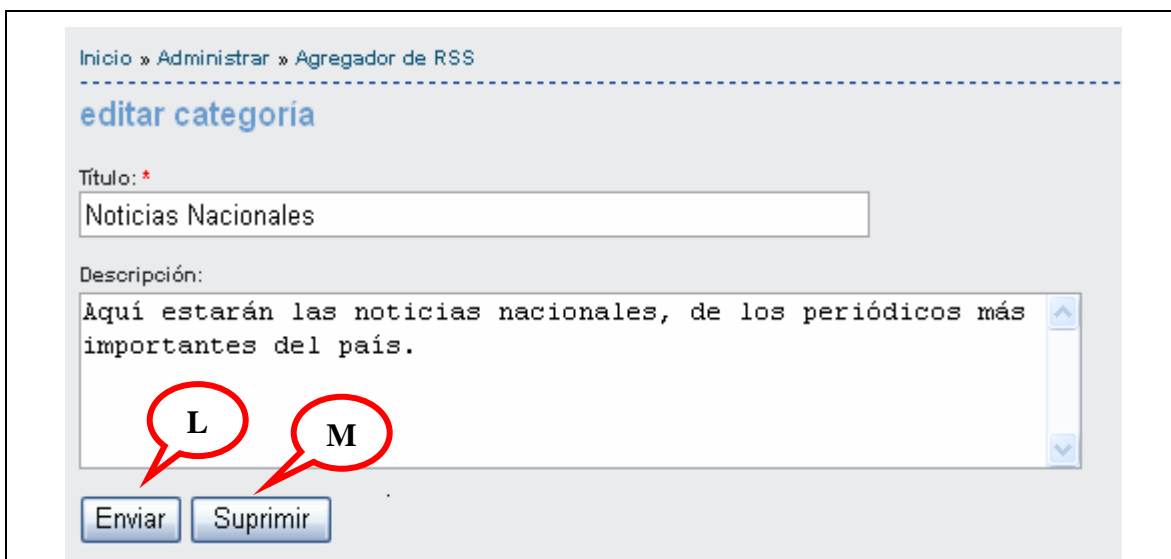 Inicio » Administrar » Agregador de RSS
editar categoría
Título: *
Noticias Nacionales
Descripción:
Aquí estarán las noticias nacionales, de los periódicos más
importantes del país.
L
M
Enviar Suprimir